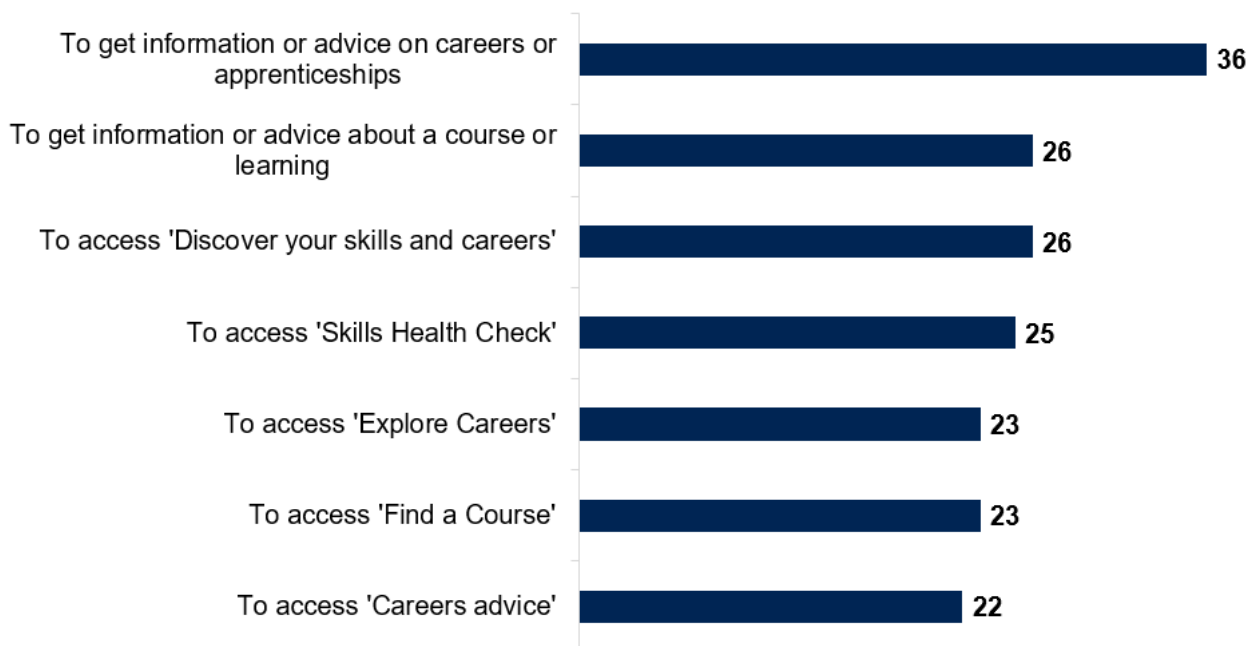 To get information or advice on careers or
apprenticeships
36
To get information or advice about a course or
learning
26
To access 'Discover your skills and careers'
26
To access 'Skills Health Check'
25
To access 'Explore Careers'
23
To access 'Find a Course'
23
To access 'Careers advice'
22